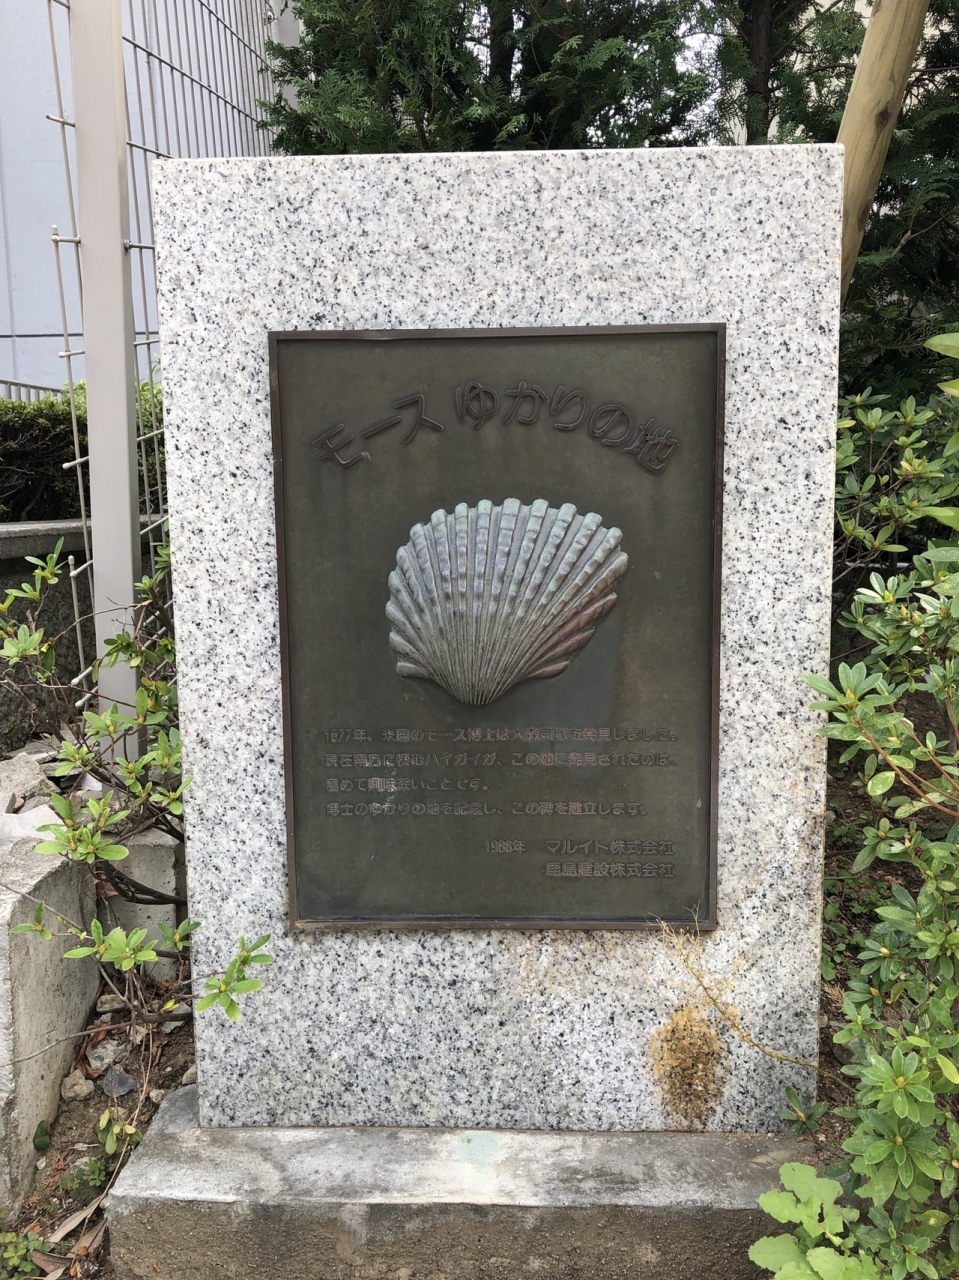 モースゆかりの地
1877年、米国のモース博士は大森貝塚を発見しました。
現在南方に棲むハイガイが、この地に発見されたのは、
極めて興味深いことです。
博士のゆかりの地を記念し、この碑を建立します。
1986年 マルイト株式会社
鹿島建設株式会社